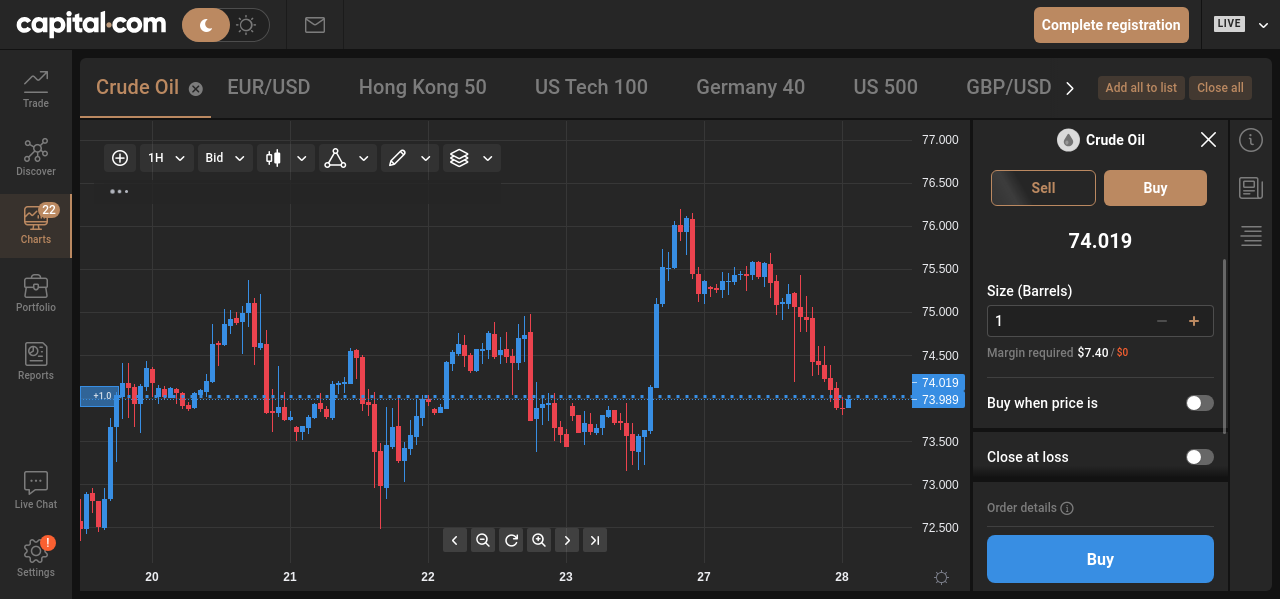 capital.com
Complete registration
LIVE
Trade
Discover
22
Charts
Portfolio
Reports
Live Chat
!
Settings
Crude Oil
EUR/USD
Hong Kong 50
US Tech 100
Germany 40
US 500
GBP/USD
Add all to list
Close all
1H
Bid
77.000
76.500
76.000
75.500
75.000
74.500
74.019
73.989
73.500
73.000
72.500
+1.0
20
21
22
23
27
28
Crude Oil
Sell
Buy
74.019
Size (Barrels)
1
Margin required $7.40 / $0
Buy when price is
Close at loss
Order details
Buy